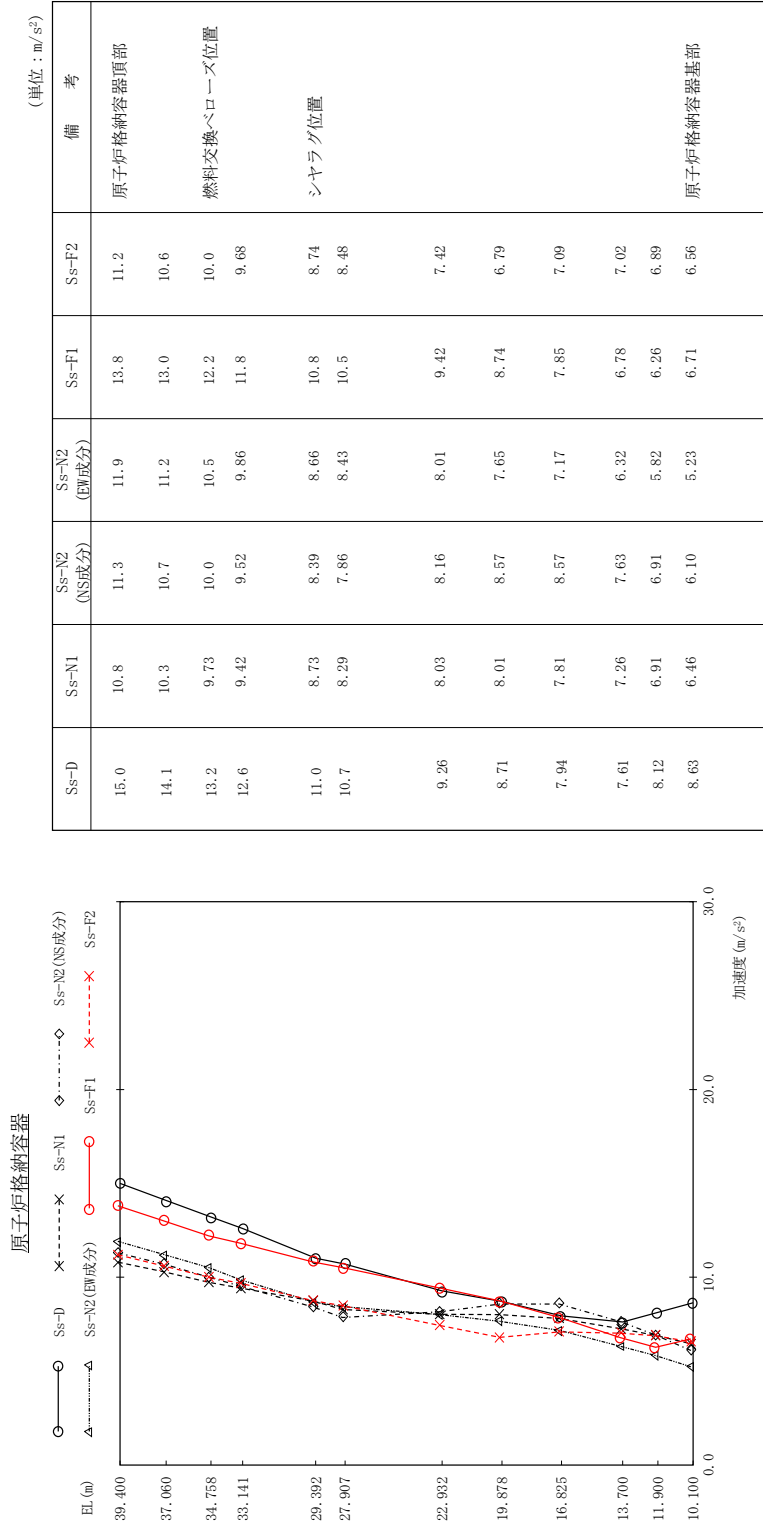 原子炉格納容器
Ss-D Ss-N1 Ss-N2(NS成分)
Ss-N2(EW成分) Ss-F1 Ss-F2
EL(m)
39.400
37.060
34.758
33.141
29.392
27.907
22.932
19.878
16.825
13.700
11.900
10.100
0.0 10.0 20.0 30.0
加速度(m/s²)
(単位：m/s²)
Ss-D Ss-N1 Ss-N2(NS成分) Ss-N2(EW成分) Ss-F1 Ss-F2 備 考
15.0 10.8 11.3 11.9 13.8 11.2 原子炉格納容器頂部
14.1 10.3 10.7 11.2 13.0 10.6
13.2 9.73 10.0 10.5 12.2 10.0 燃料交換ベローズ位置
12.6 9.42 9.52 9.86 11.8 9.68
11.0 8.73 8.39 8.66 10.8 8.74 シヤラグ位置
10.7 8.29 7.86 8.43 10.5 8.48
9.26 8.03 8.16 8.01 9.42 7.42
8.71 8.01 8.57 7.65 8.74 6.79
7.94 7.81 8.57 7.17 7.85 7.09
7.61 7.26 7.63 6.32 6.78 7.02
8.12 6.91 6.91 5.82 6.26 6.89
8.63 6.46 6.10 5.23 6.71 6.56 原子炉格納容器基部